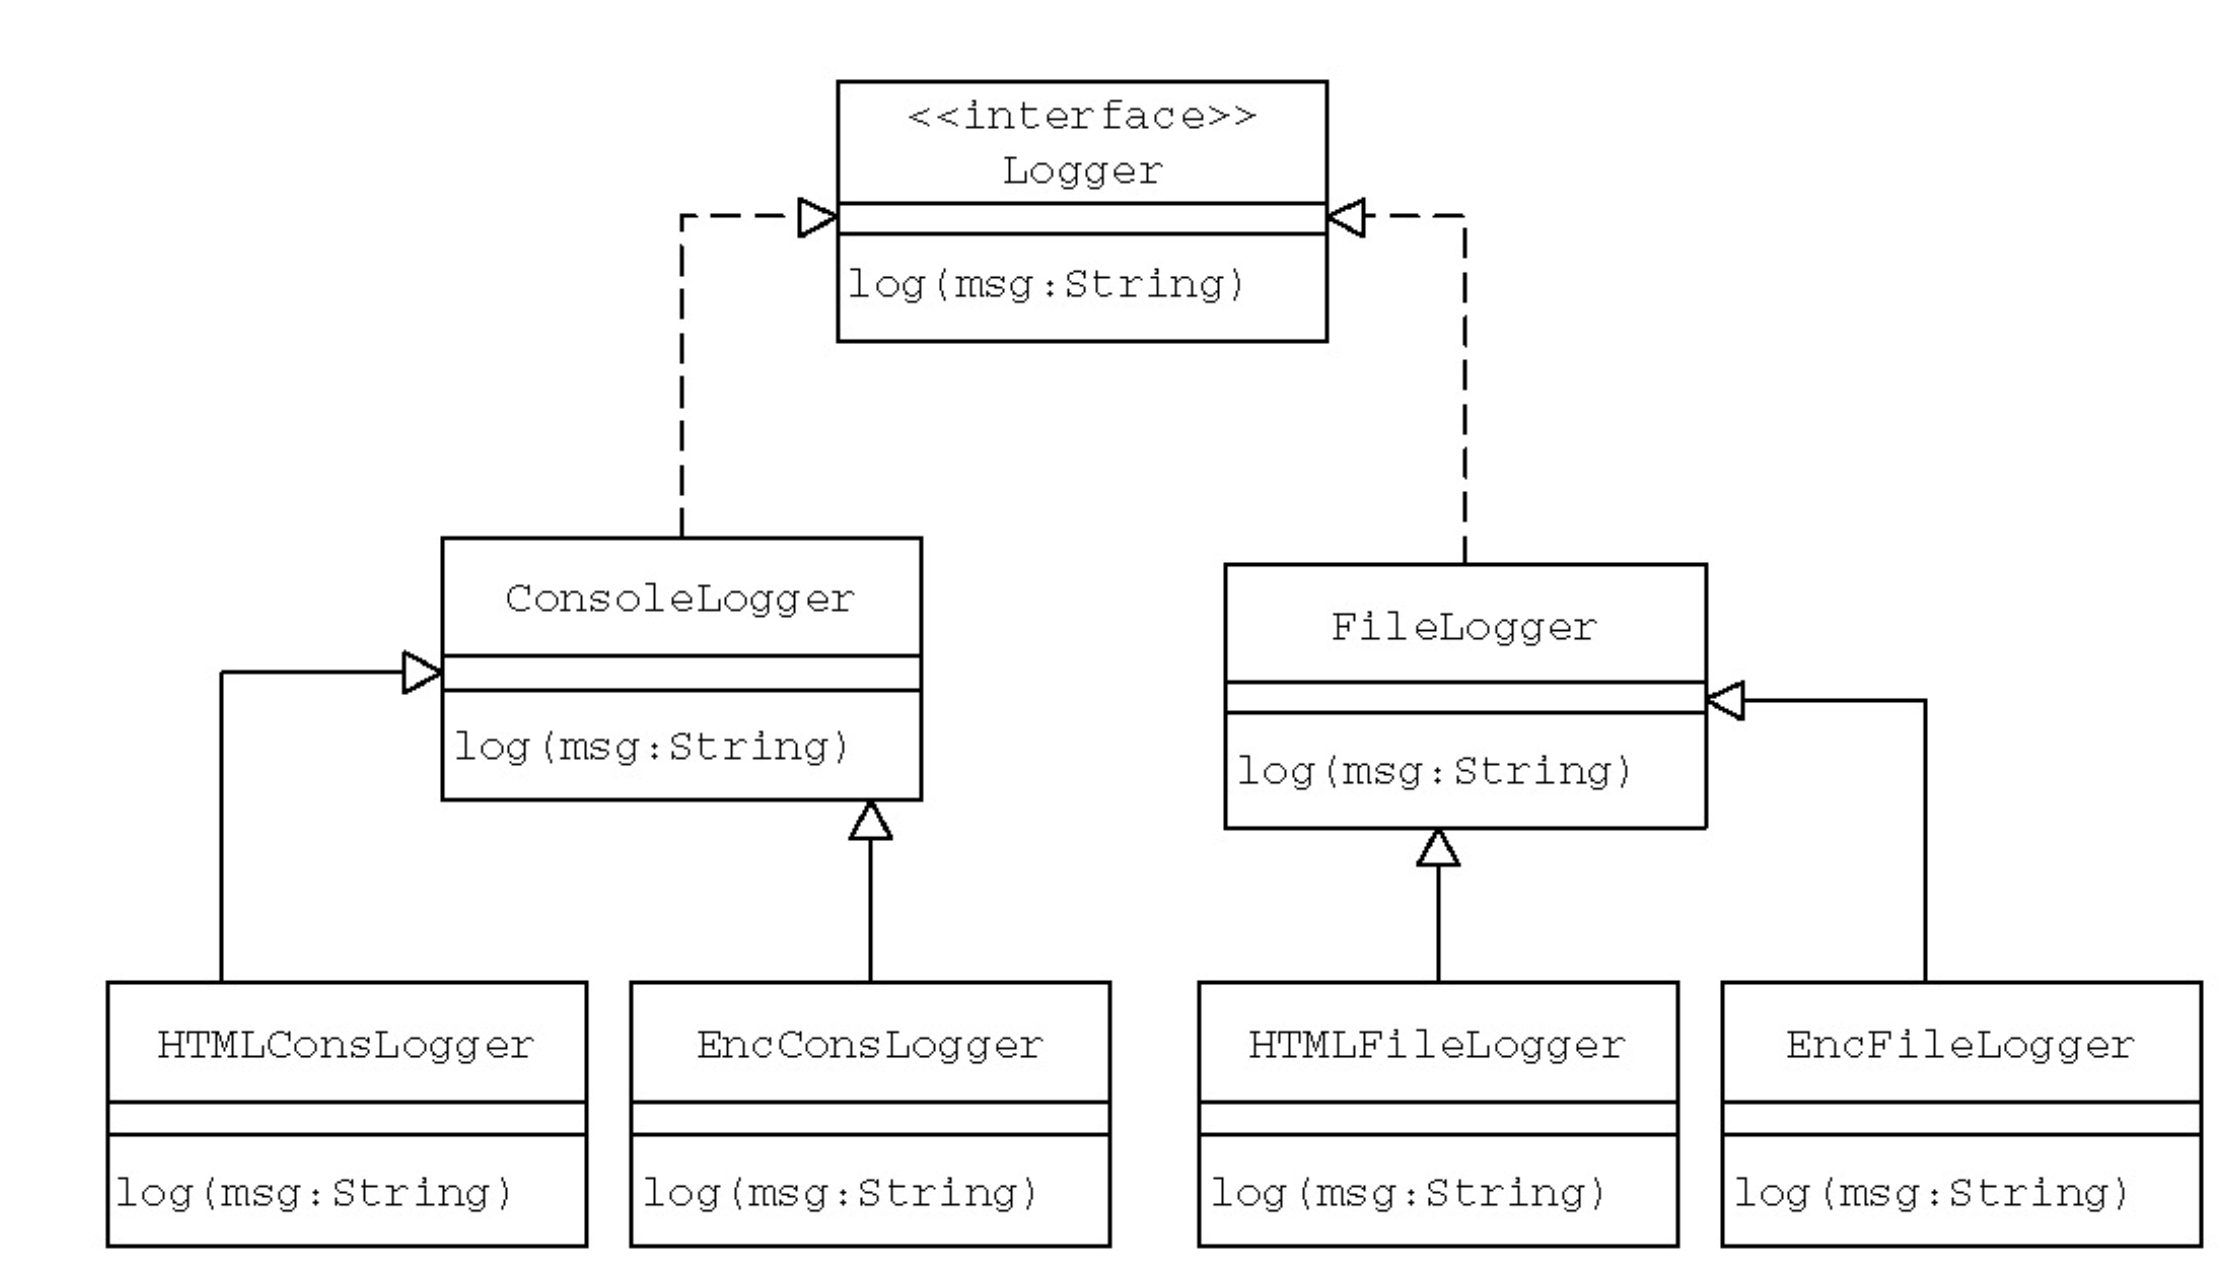 <<interface>>
Logger
log(msg:String)
ConsoleLogger
log(msg:String)
FileLogger
log(msg:String)
HTMLConsLogger
log(msg:String)
EncConsLogger
log(msg:String)
HTMLFileLogger
log(msg:String)
EncFileLogger
log(msg:String)